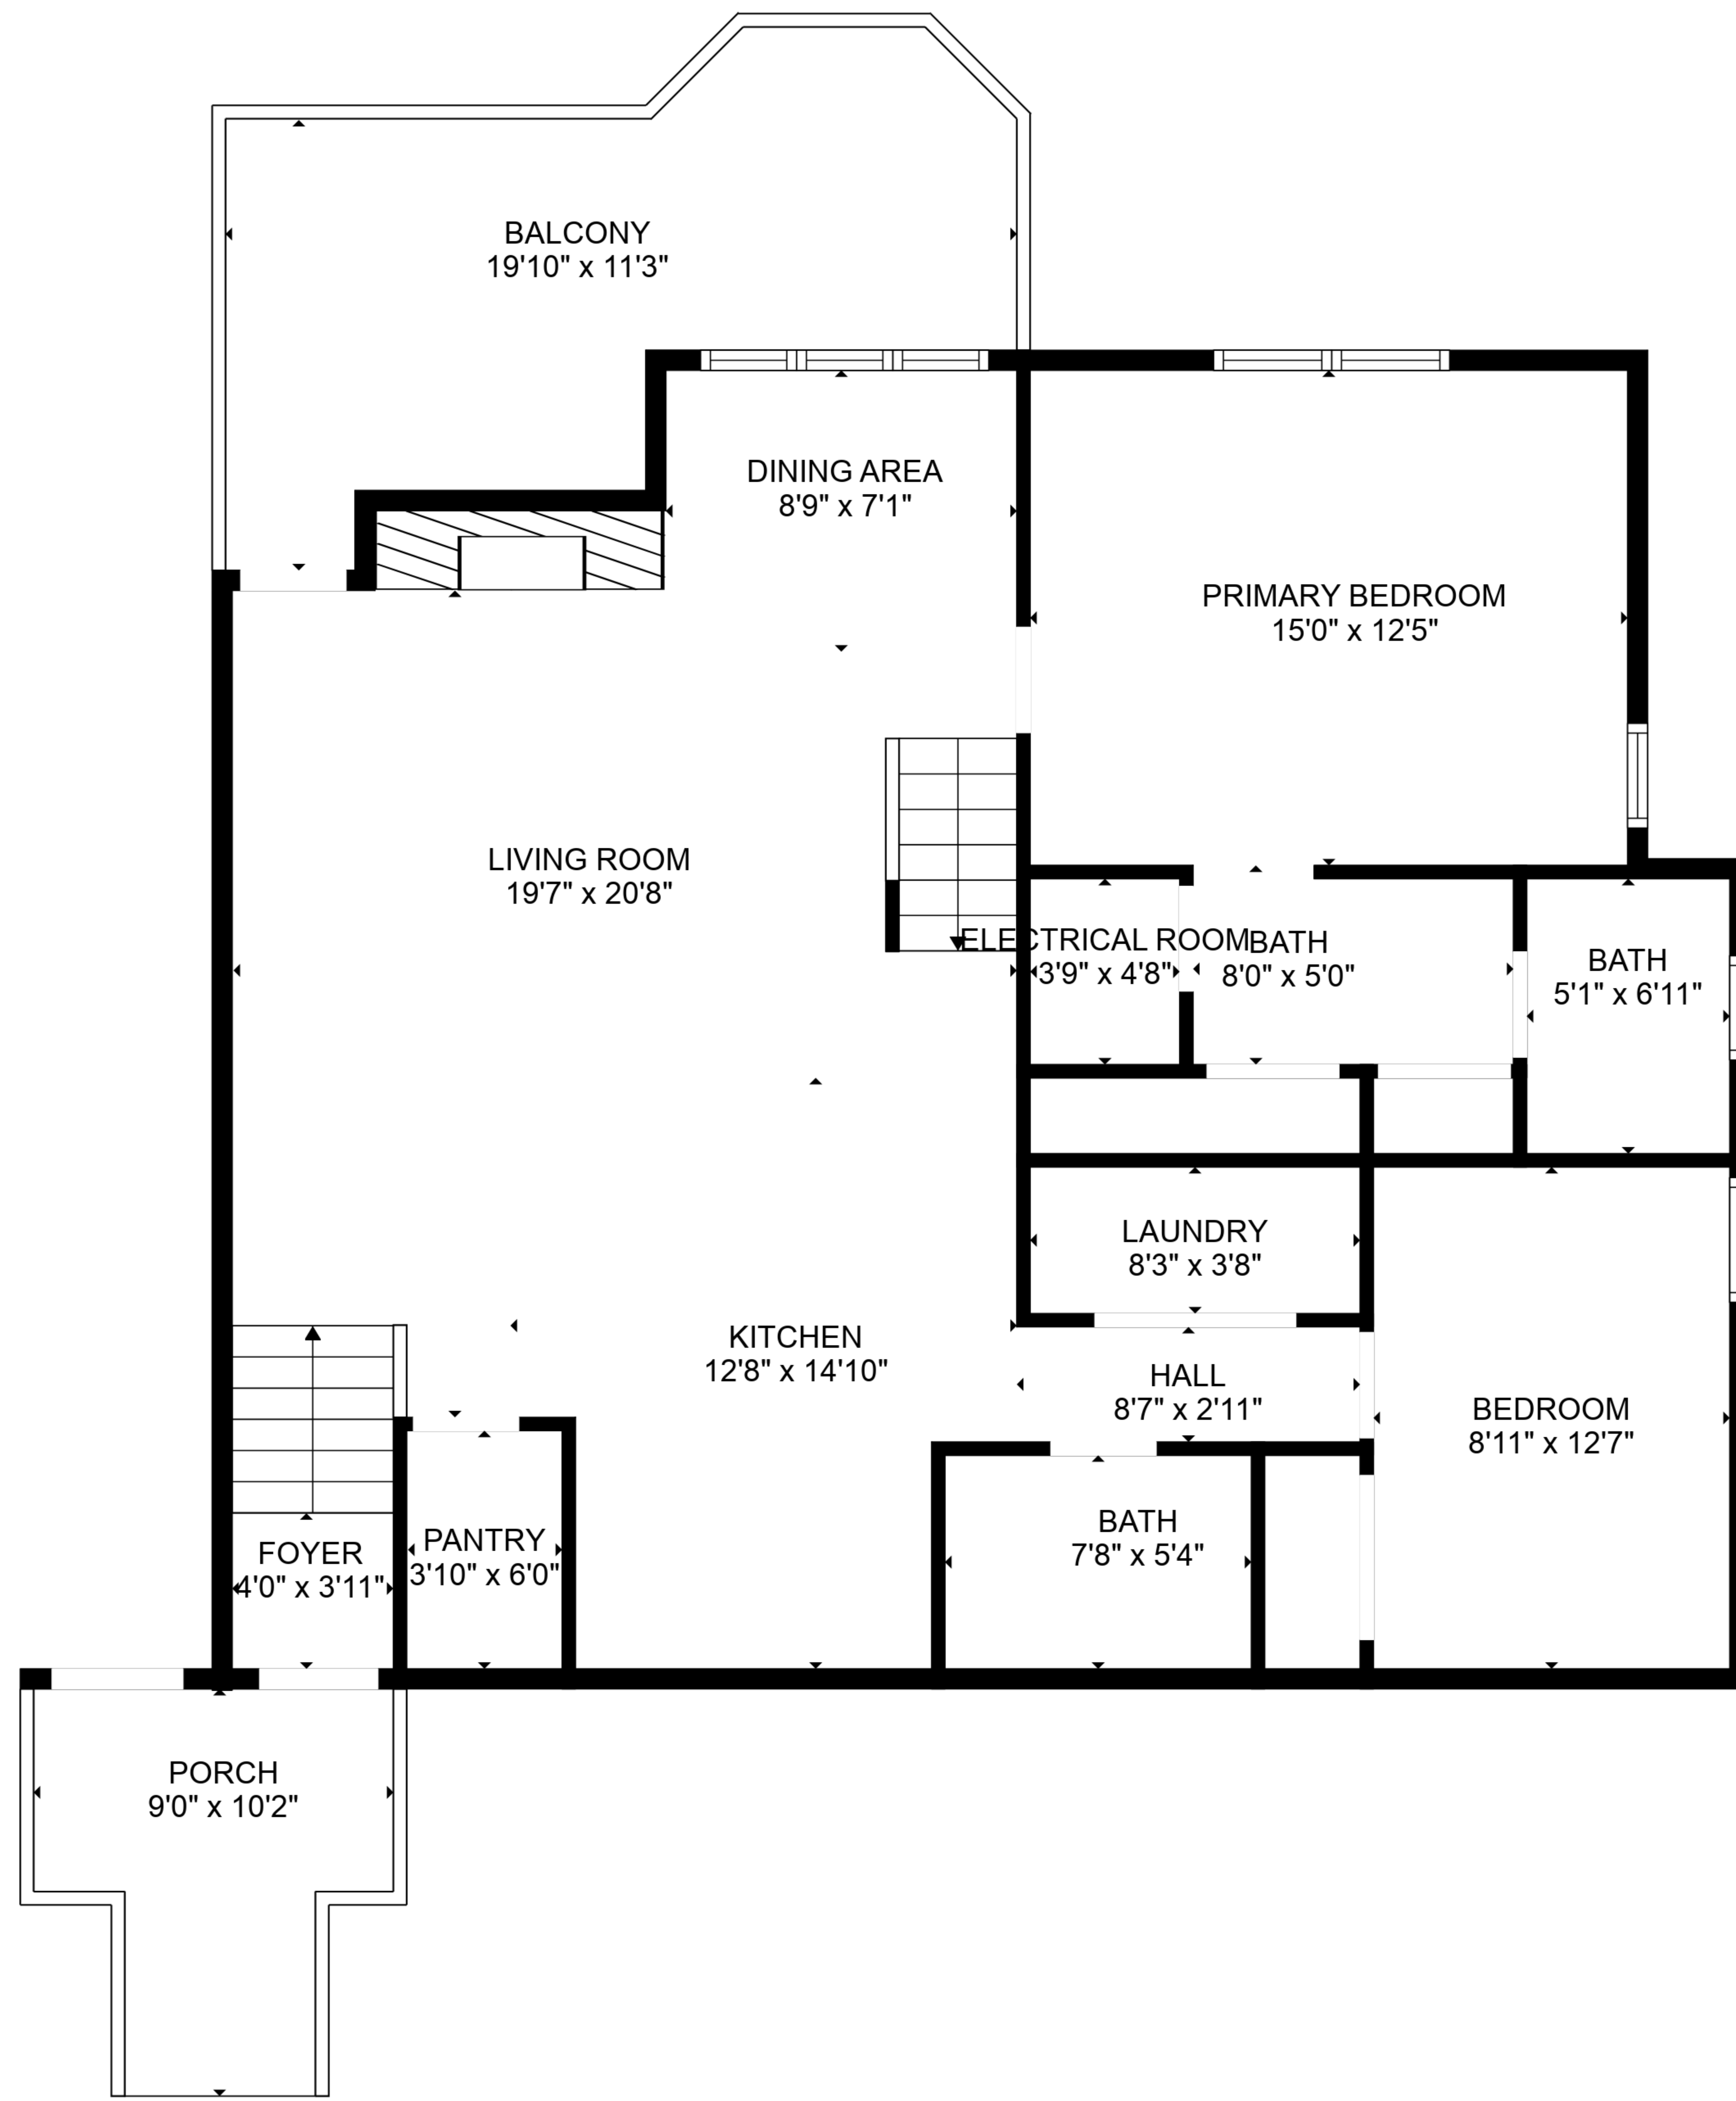 BALCONY
19'10" x 11'3"
DINING AREA
8'9" x 7'1"
PRIMARY BEDROOM
15'0" x 12'5"
LIVING ROOM
19'7" x 20'8"
ELECTRICAL ROOM
3'9" x 4'8"
BATH
8'0" x 5'0"
BATH
5'1" x 6'11"
LAUNDRY
8'3" x 3'8"
KITCHEN
12'8" x 14'10"
HALL
8'7" x 2'11"
BEDROOM
8'11" x 12'7"
FOYER
4'0" x 3'11"
PANTRY
3'10" x 6'0"
BATH
7'8" x 5'4"
PORCH
9'0" x 10'2"